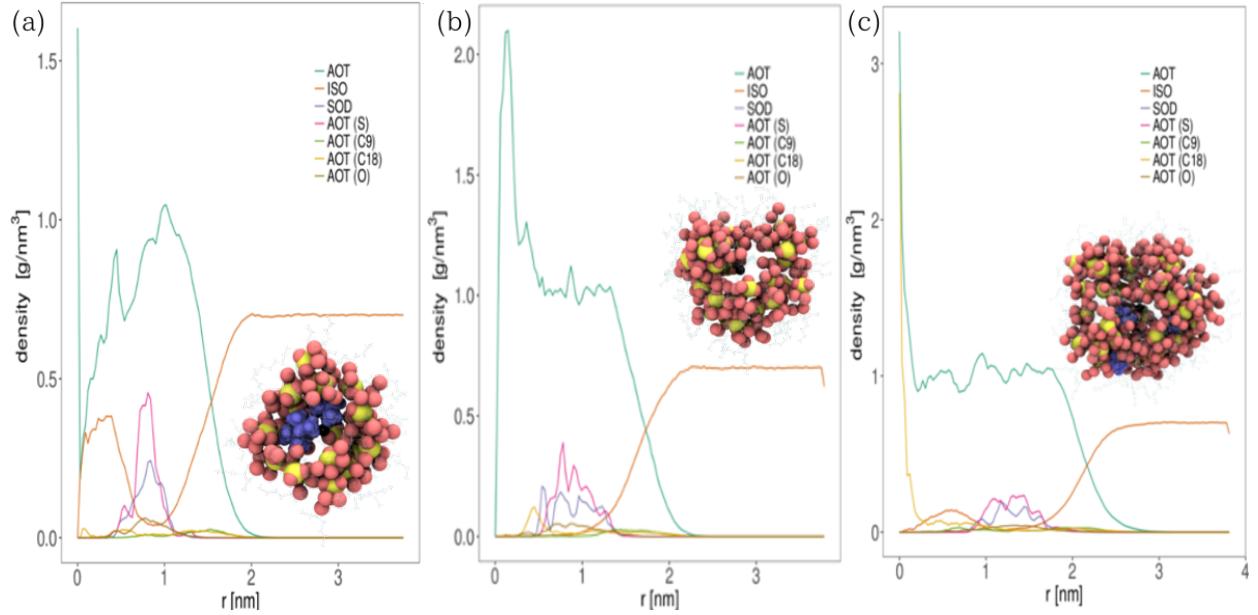 (a)
1.5
1.0
0.5
0.0
density [g/nm³]
0
1
2
3
r [nm]
AOT
ISO
SOD
AOT (S)
AOT (C9)
AOT (C18)
AOT (O)
(b)
2.0
1.5
1.0
0.5
0.0
density [g/nm³]
0
1
2
3
r [nm]
AOT
ISO
SOD
AOT (S)
AOT (C9)
AOT (C18)
AOT (O)
(c)
3
2
1
0
density [g/nm³]
0
1
2
3
4
r [nm]
AOT
ISO
SOD
AOT (S)
AOT (C9)
AOT (C18)
AOT (O)